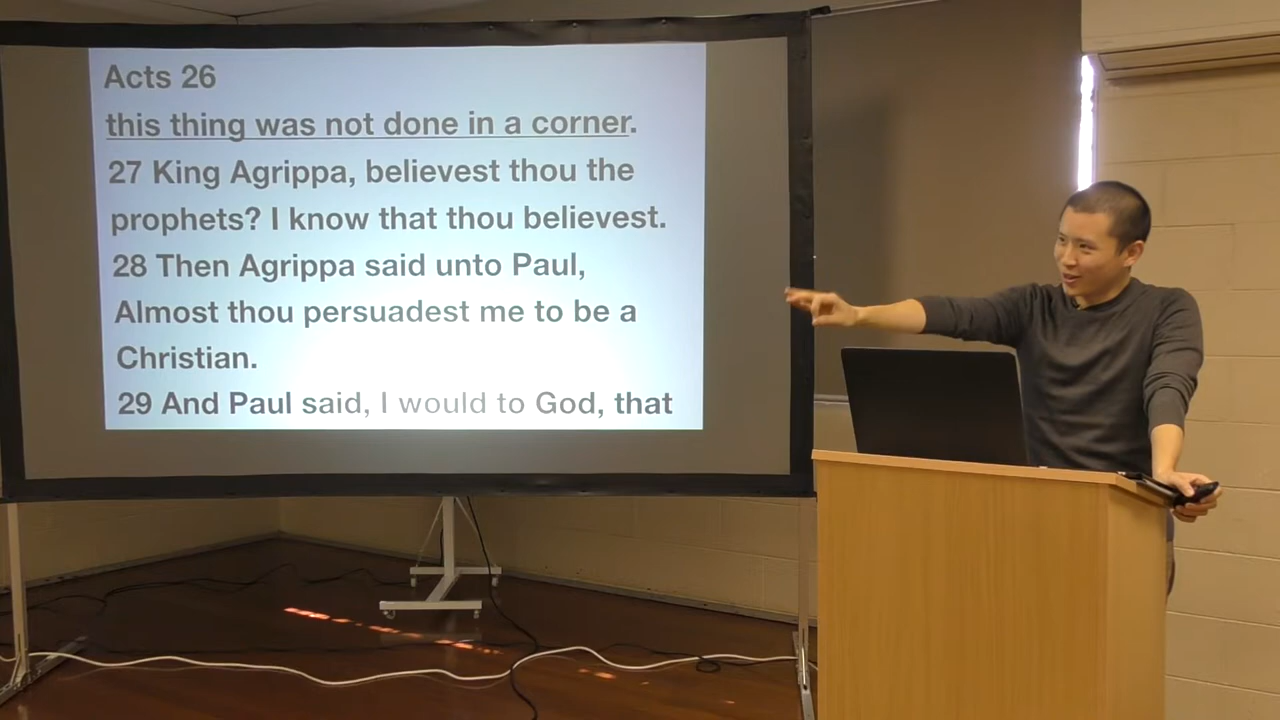 Acts 26
this thing was not done in a corner.
27 King Agrippa, believest thou the
prophets? I know that thou believest.
28 Then Agrippa said unto Paul,
Almost thou persuadest me to be a
Christian.
29 And Paul said, I would to God, that